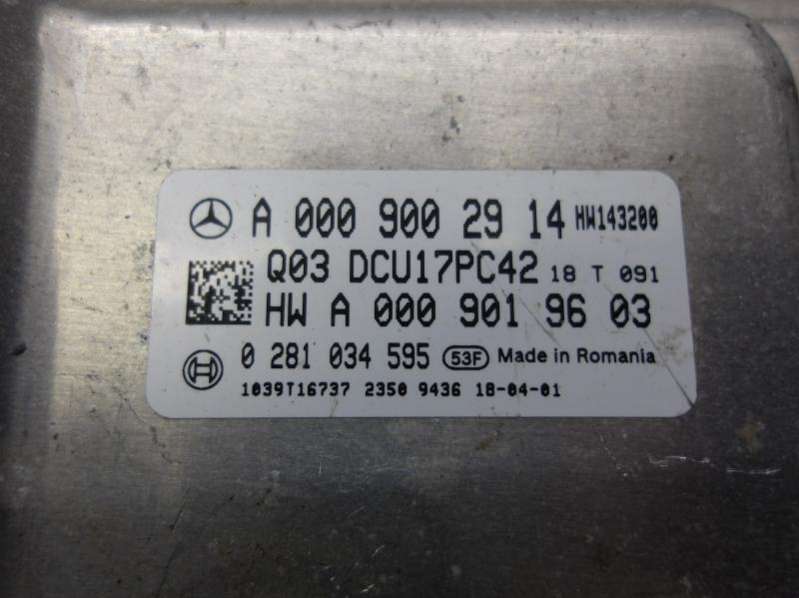 A 000 900 29 14 HW143200
Q03 DCU17PC42 18 T 091
HW A 000 901 96 03
0 281 034 595 53F Made in Romania
1039T16737 2350 9436 18-04-01